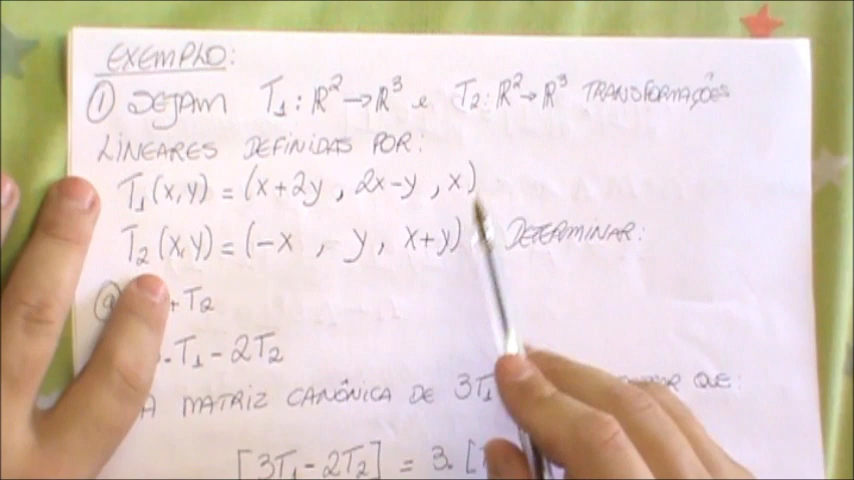 EXEMPLO:
① SEJAM T₁: ℝ² → ℝ³ e T₂: ℝ² → ℝ³ TRANSFORMAÇÕES
LINEARES DEFINIDAS POR:
T₁(x,y) = (x+2y, 2x-y, x)
T₂(x,y) = (-x, y, x+y) DETERMINAR:
+T₂
.T₁ - 2T₂
A MATRIZ CANÔNICA DE 3T₁ QUE:
[3T₁ - 2T₂] = 3.[